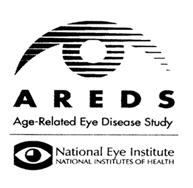 AREDS
Age-Related Eye Disease Study
National Eye Institute
NATIONAL INSTITUTES OF HEALTH